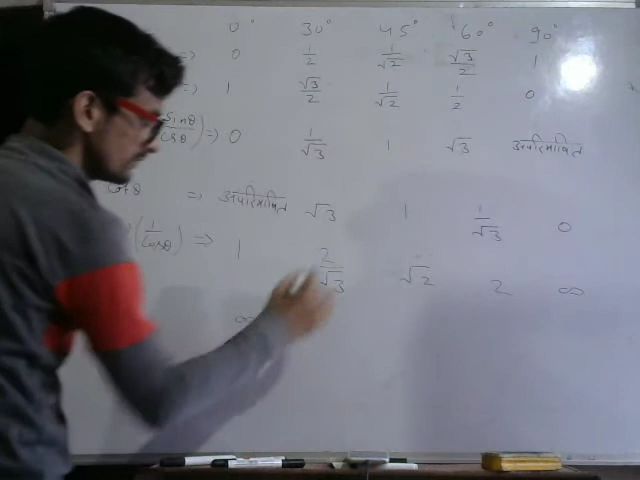 0° 30° 45° 60° 90°
=> 0 1/2 1/√2 √3/2 1
=> 1 √3/2 1/√2 1/2 0
(Sinθ/Cosθ) => 0 1/√3 1 √3 अपरिभाषित
Cotθ => अपरिभाषित √3 1 1/√3 0
(1/Cosθ) => 1 2/√3 √2 2 ∞
∞